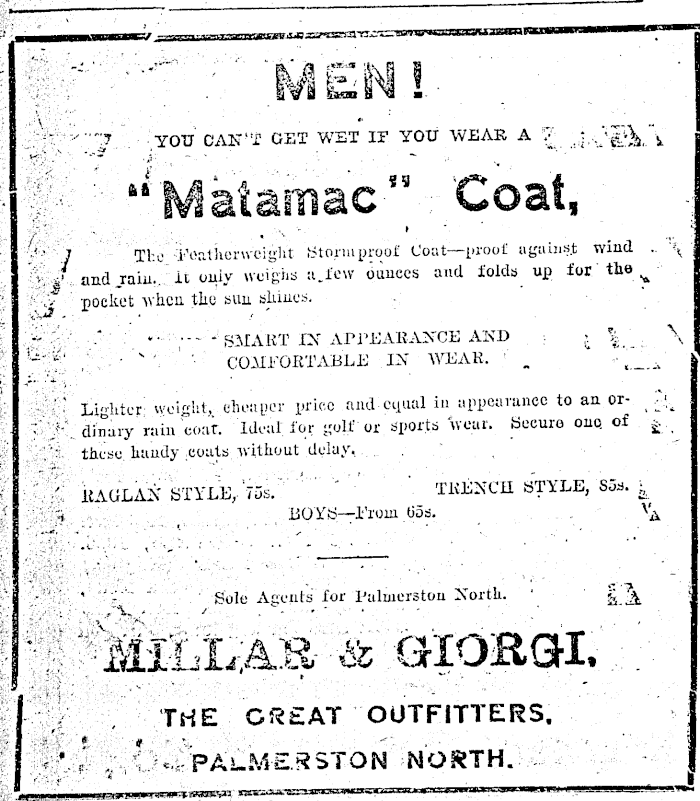 MEN!
YOU CAN'T GET WET IF YOU WEAR A
"Matamac" Coat,
The Featherweight Stormproof Coat—proof against wind
and rain. It only weighs a few ounces and folds up for the
pocket when the sun shines.
SMART IN APPEARANCE AND
COMFORTABLE IN WEAR.
Lighter weight, cheaper price and equal in appearance to an or-
dinary rain coat. Ideal for golf or sports wear. Secure one of
these handy coats without delay.
RAGLAN STYLE, 75s. TRENCH STYLE, 85s.
BOYS—From 65s.
Sole Agents for Palmerston North.
MILLAR & GIORGI,
THE GREAT OUTFITTERS,
PALMERSTON NORTH.